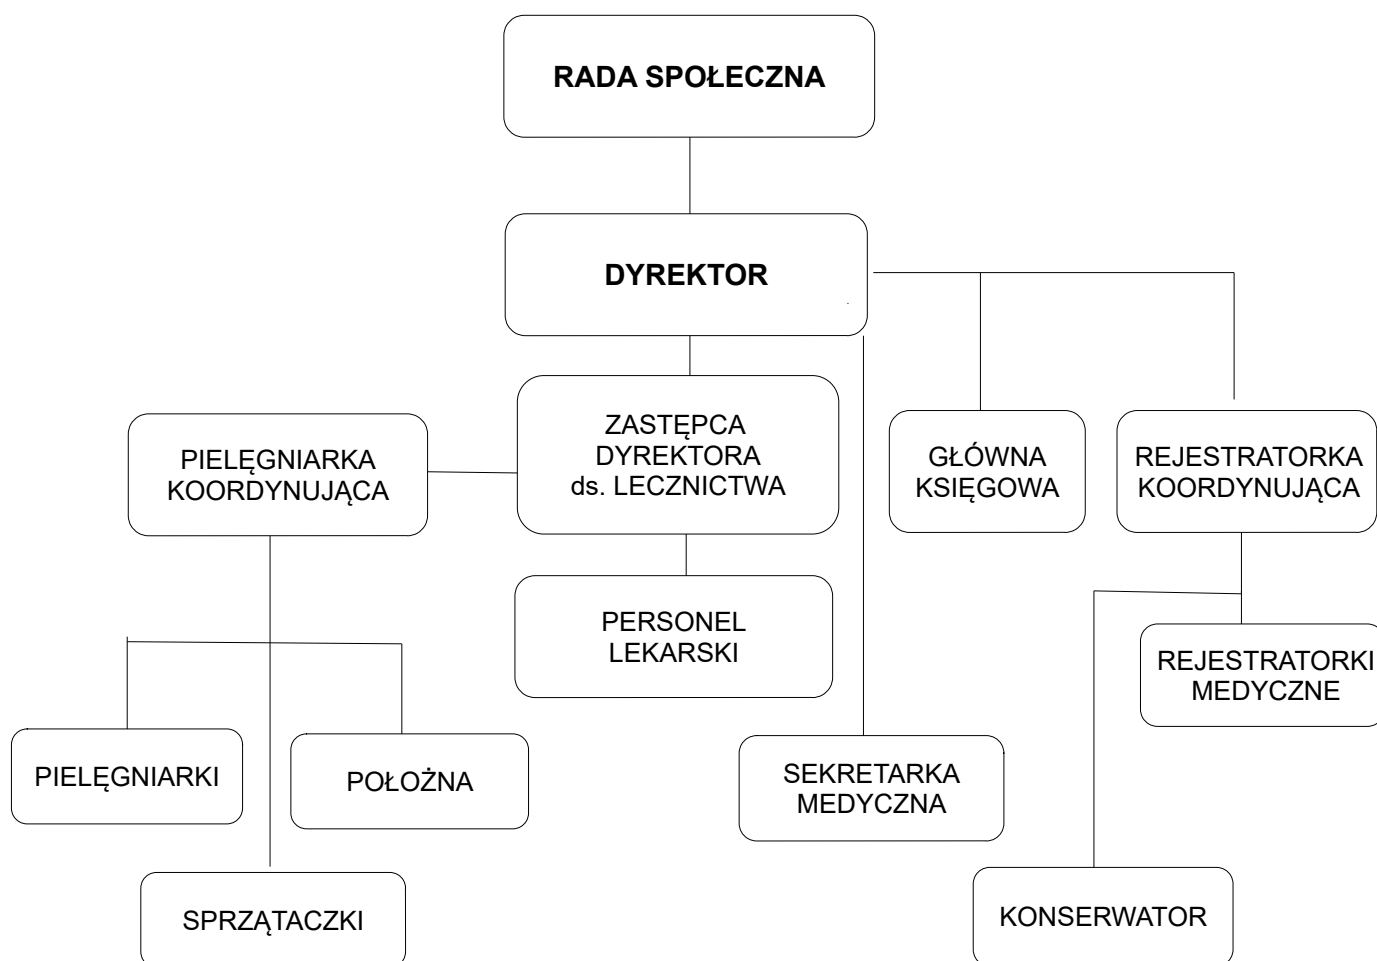 RADA SPOŁECZNA
DYREKTOR
ZASTĘPCA
DYREKTORA
ds. LECZNICTWA
PIELĘGNIARKA
KOORDYNUJĄCA
GŁÓWNA
KSIĘGOWA
REJESTRATORKA
KOORDYNUJĄCA
PERSONEL
LEKARSKI
REJESTRATORKI
MEDYCZNE
PIELĘGNIARKI
POŁOŻNA
SEKRETARKA
MEDYCZNA
SPRZĄTACZKI
KONSERWATOR